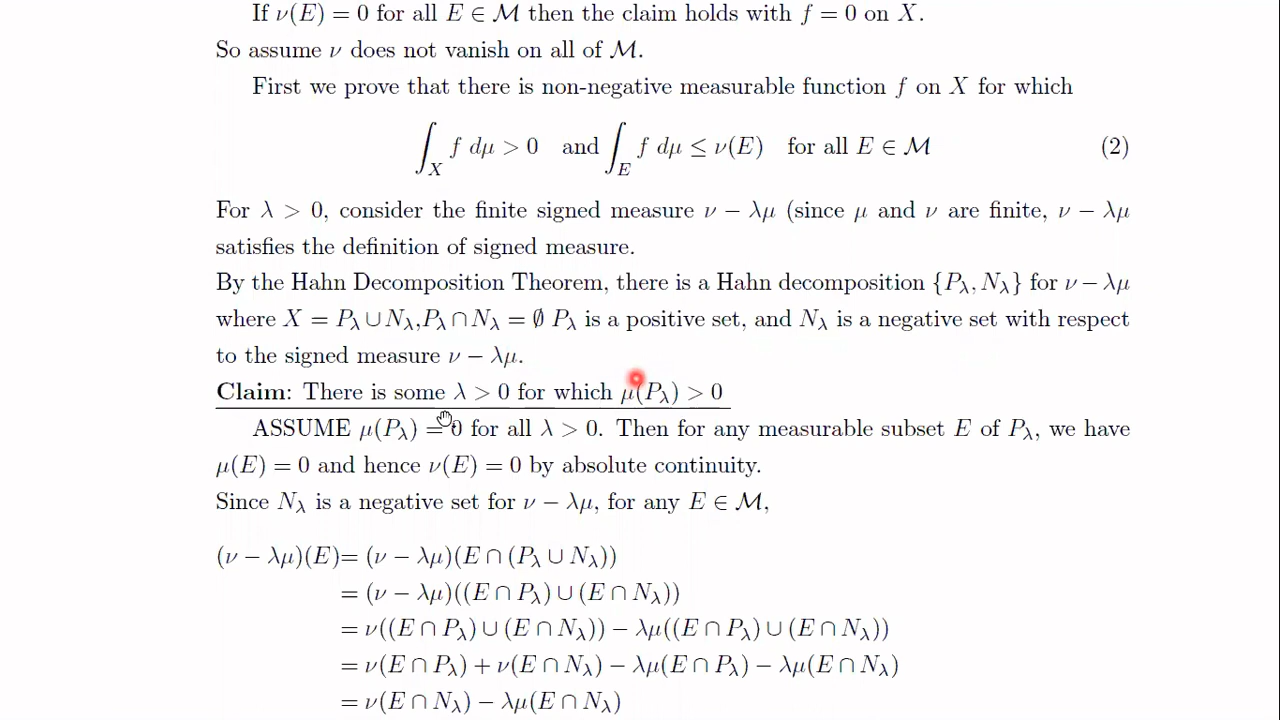 If ν(E) = 0 for all E ∈ ℳ then the claim holds with f = 0 on X.
So assume ν does not vanish on all of ℳ.
First we prove that there is non-negative measurable function f on X for which
∫_X f dμ > 0 and ∫_E f dμ ≤ ν(E) for all E ∈ ℳ (2)
For λ > 0, consider the finite signed measure ν − λμ (since μ and ν are finite, ν − λμ
satisfies the definition of signed measure.
By the Hahn Decomposition Theorem, there is a Hahn decomposition {P_λ, N_λ} for ν − λμ
where X = P_λ ∪ N_λ,P_λ ∩ N_λ = ∅ P_λ is a positive set, and N_λ is a negative set with respect
to the signed measure ν − λμ.
Claim: There is some λ > 0 for which μ(P_λ) > 0
ASSUME μ(P_λ) = 0 for all λ > 0. Then for any measurable subset E of P_λ, we have
μ(E) = 0 and hence ν(E) = 0 by absolute continuity.
Since N_λ is a negative set for ν − λμ, for any E ∈ ℳ,
(ν − λμ)(E)= (ν − λμ)(E ∩ (P_λ ∪ N_λ))
= (ν − λμ)((E ∩ P_λ) ∪ (E ∩ N_λ))
= ν((E ∩ P_λ) ∪ (E ∩ N_λ)) − λμ((E ∩ P_λ) ∪ (E ∩ N_λ))
= ν(E ∩ P_λ) + ν(E ∩ N_λ) − λμ(E ∩ P_λ) − λμ(E ∩ N_λ)
= ν(E ∩ N_λ) − λμ(E ∩ N_λ)